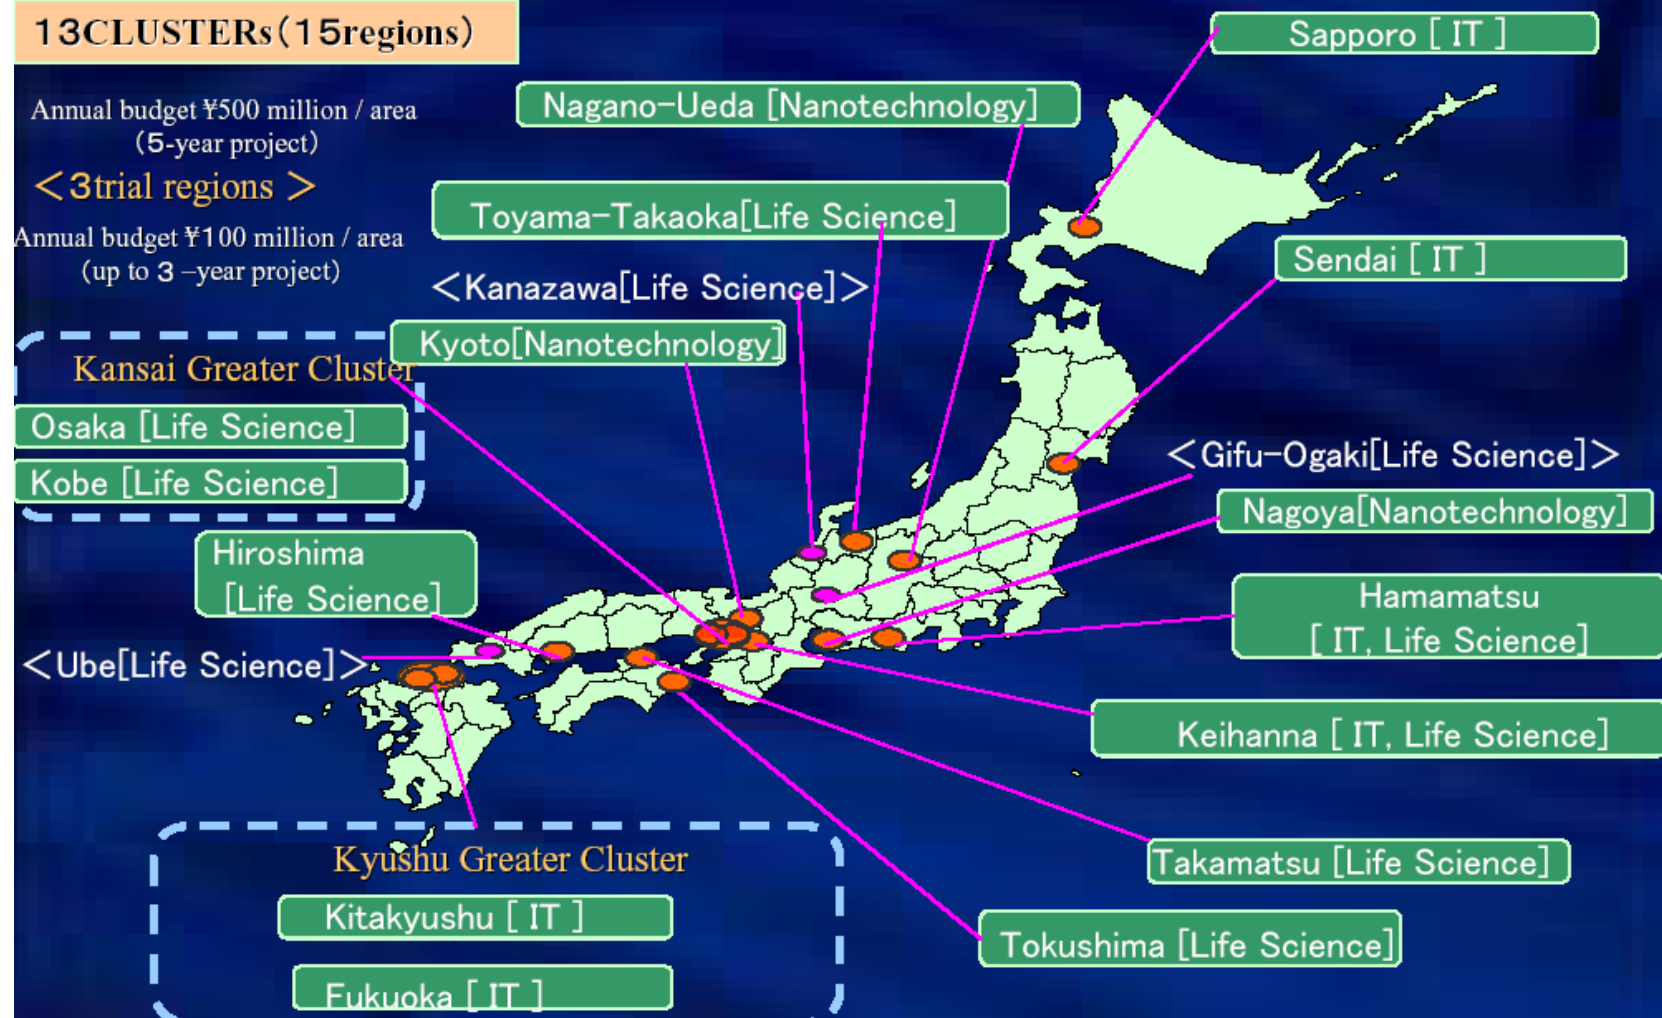 13CLUSTERs(15regions)
Annual budget ¥500 million / area
(5-year project)
<3trial regions >
Annual budget ¥100 million / area
(up to 3 –year project)
Sapporo [ IT ]
Nagano-Ueda [Nanotechnology]
Toyama-Takaoka[Life Science]
Sendai [ IT ]
<Kanazawa[Life Science]>
Kyoto[Nanotechnology]
Kansai Greater Cluster
Osaka [Life Science]
Kobe [Life Science]
<Gifu-Ogaki[Life Science]>
Nagoya[Nanotechnology]
Hiroshima
[Life Science]
Hamamatsu
[ IT, Life Science]
<Ube[Life Science]>
Keihanna [ IT, Life Science]
Kyushu Greater Cluster
Takamatsu [Life Science]
Kitakyushu [ IT ]
Tokushima [Life Science]
Fukuoka [ IT ]